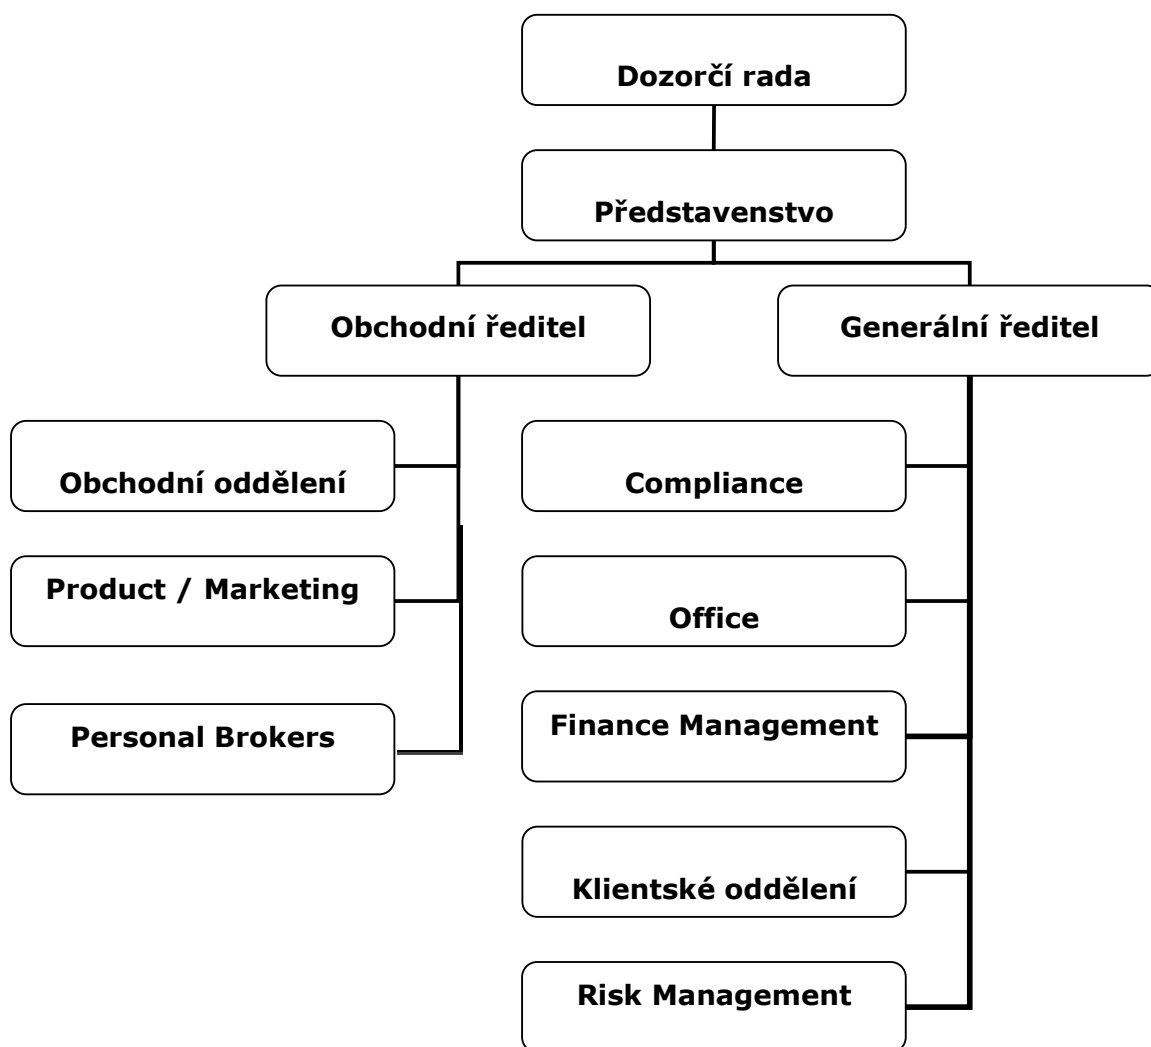 Dozorčí rada
Představenstvo
Obchodní ředitel
Generální ředitel
Obchodní oddělení
Compliance
Product / Marketing
Office
Personal Brokers
Finance Management
Klientské oddělení
Risk Management